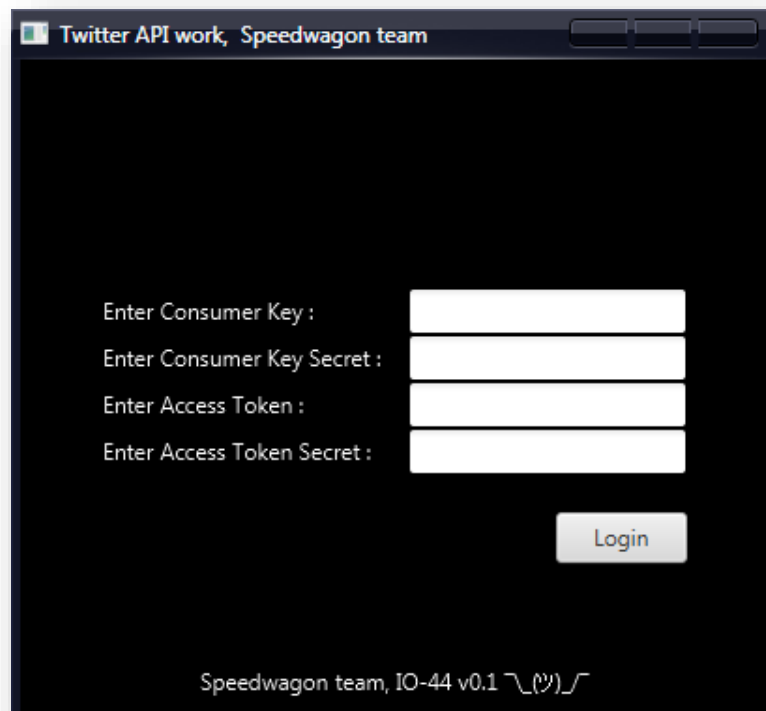 Twitter API work,  Speedwagon team
Enter Consumer Key :
Enter Consumer Key Secret :
Enter Access Token :
Enter Access Token Secret :
Login
Speedwagon team, IO-44 v0.1 ¯\_(ツ)_/¯